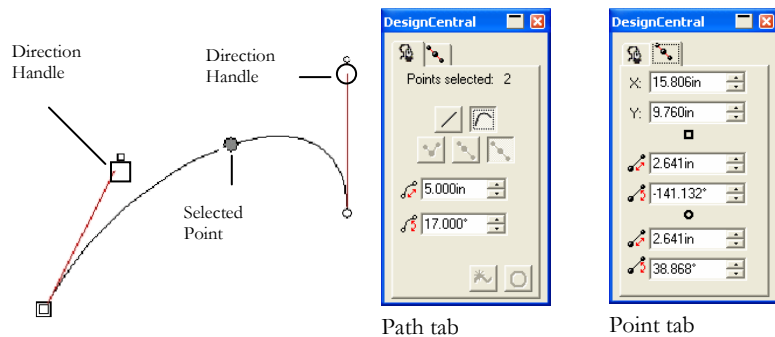 Direction
Handle
Direction
Handle
Selected
Point
DesignCentral
Points selected: 2
5.000in
17.000°
Path tab
DesignCentral
X: 15.806in
Y: 9.760in
2.641in
-141.132°
2.641in
38.868°
Point tab